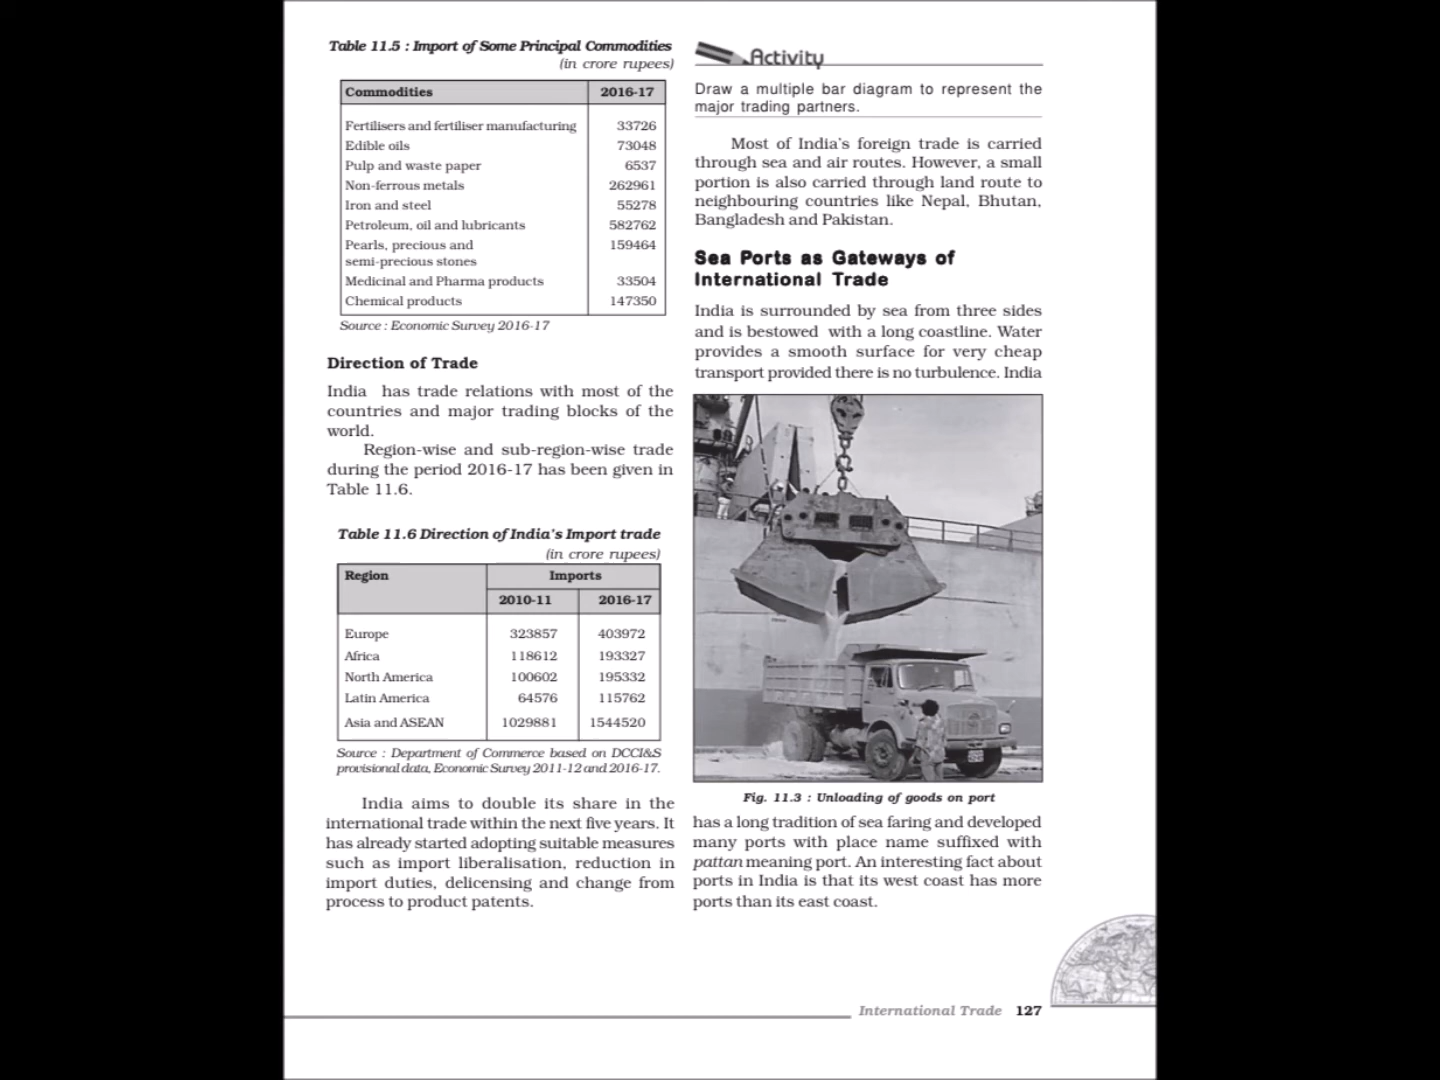 Table 11.5 : Import of Some Principal Commodities
(in crore rupees)
Commodities 2016-17
Fertilisers and fertiliser manufacturing 33726
Edible oils 73048
Pulp and waste paper 6537
Non-ferrous metals 262961
Iron and steel 55278
Petroleum, oil and lubricants 582762
Pearls, precious and 159464
semi-precious stones
Medicinal and Pharma products 33504
Chemical products 147350
Source : Economic Survey 2016-17
Direction of Trade
India has trade relations with most of the
countries and major trading blocks of the
world.
Region-wise and sub-region-wise trade
during the period 2016-17 has been given in
Table 11.6.
Table 11.6 Direction of India's Import trade
(in crore rupees)
Region Imports
2010-11 2016-17
Europe 323857 403972
Africa 118612 193327
North America 100602 195332
Latin America 64576 115762
Asia and ASEAN 1029881 1544520
Source : Department of Commerce based on DCCI&S
provisional data, Economic Survey 2011-12 and 2016-17.
India aims to double its share in the
international trade within the next five years. It
has already started adopting suitable measures
such as import liberalisation, reduction in
import duties, delicensing and change from
process to product patents.
Activity
Draw a multiple bar diagram to represent the
major trading partners.
Most of India's foreign trade is carried
through sea and air routes. However, a small
portion is also carried through land route to
neighbouring countries like Nepal, Bhutan,
Bangladesh and Pakistan.
Sea Ports as Gateways of
International Trade
India is surrounded by sea from three sides
and is bestowed with a long coastline. Water
provides a smooth surface for very cheap
transport provided there is no turbulence. India
Fig. 11.3 : Unloading of goods on port
has a long tradition of sea faring and developed
many ports with place name suffixed with
pattan meaning port. An interesting fact about
ports in India is that its west coast has more
ports than its east coast.
International Trade 127